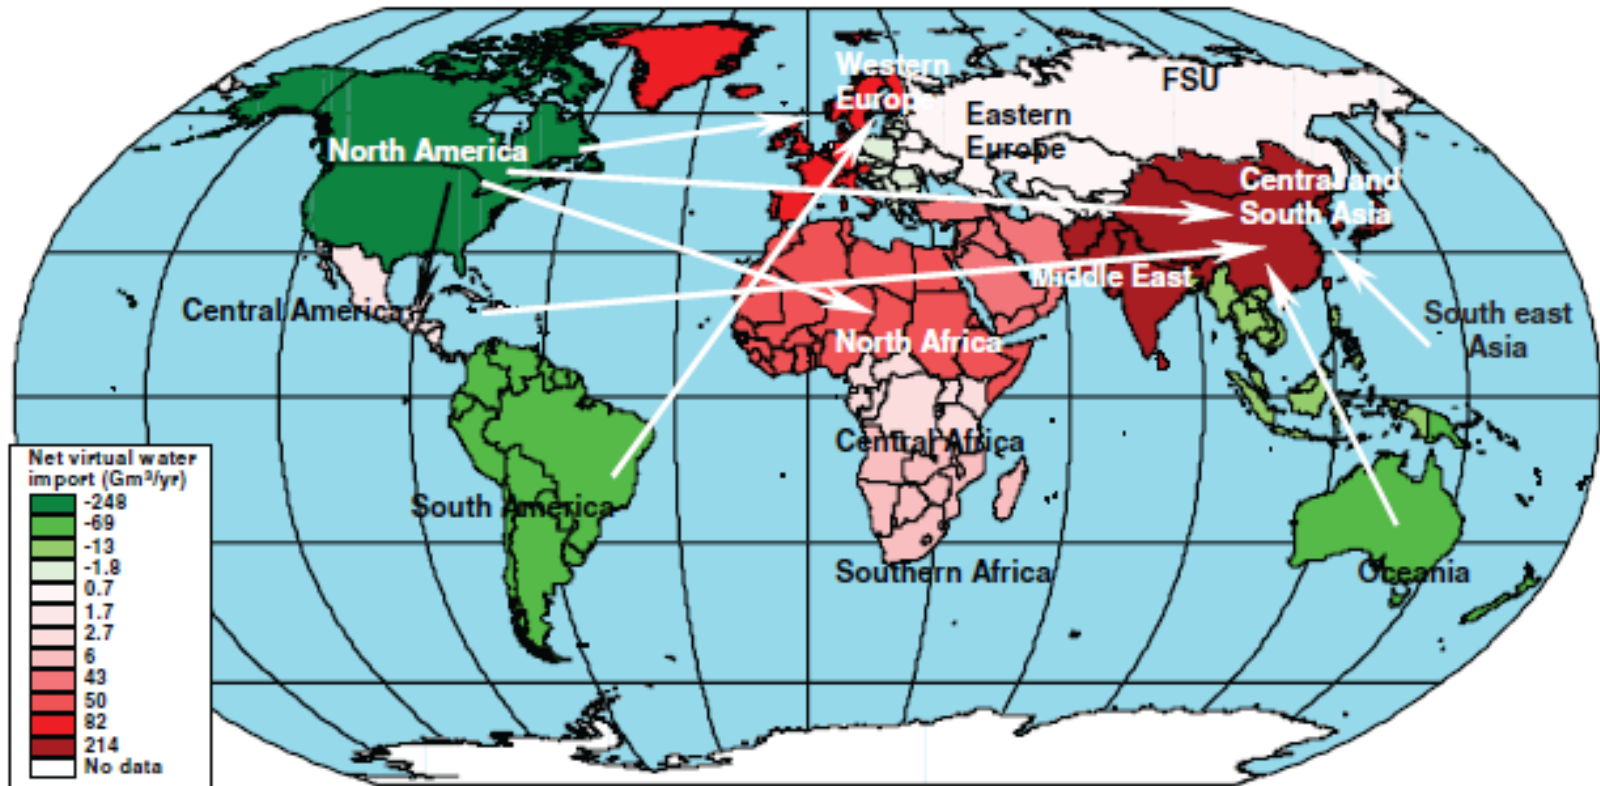 Western
Europe
FSU
Eastern
Europe
North America
Central and
South Asia
Middle East
Central America
South east
Asia
North Africa
Central Africa
South America
Southern Africa
Oceania
Net virtual water
import (Gm³/yr)
-248
-69
-13
-1.8
0.7
1.7
2.7
6
43
50
82
214
No data